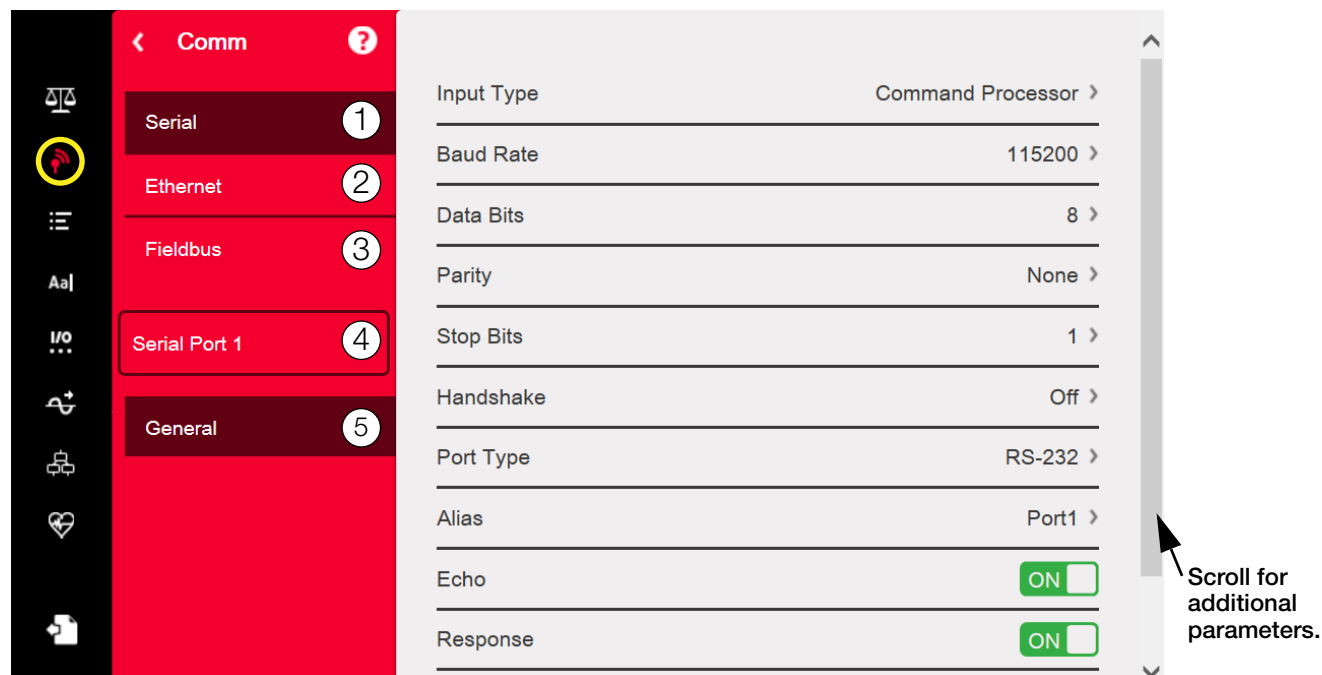 Comm ?
Serial 1
Ethernet 2
Fieldbus 3
Serial Port 1 4
General 5
Aa
I/O
Input Type Command Processor
Baud Rate 115200
Data Bits 8
Parity None
Stop Bits 1
Handshake Off
Port Type RS-232
Alias Port1
Echo ON
Response ON
Scroll for
additional
parameters.